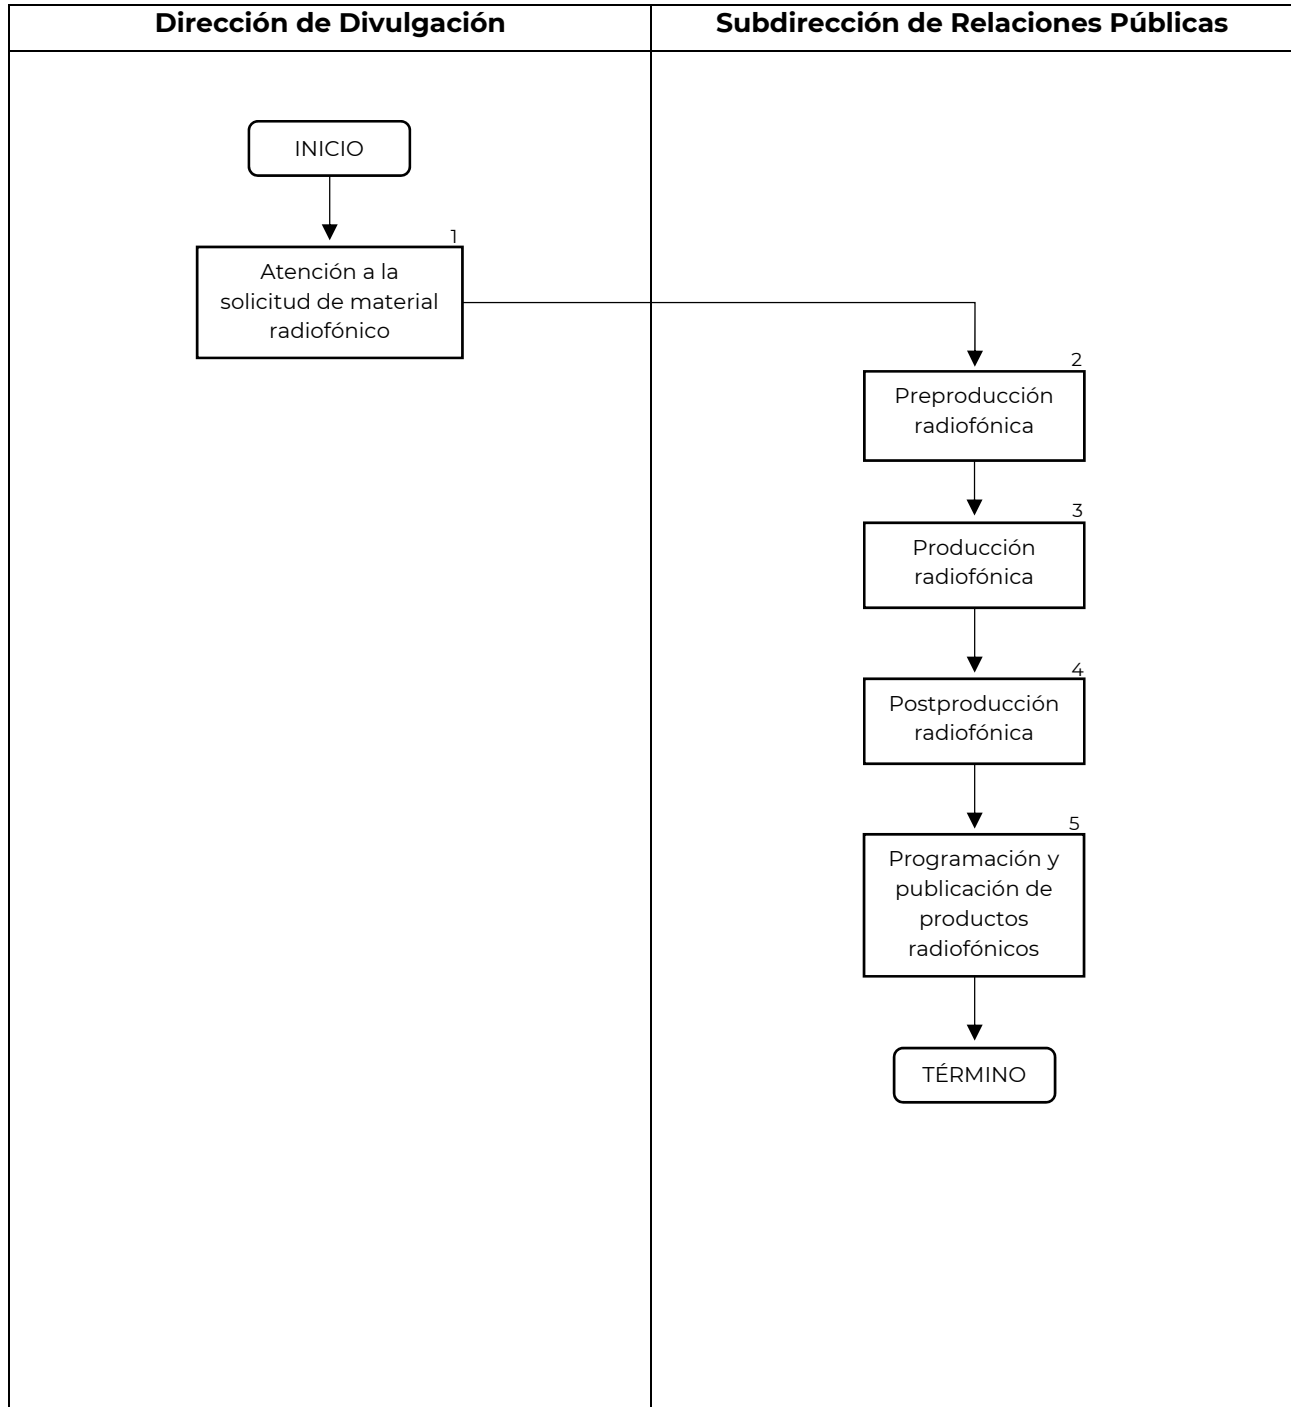 Dirección de Divulgación
Subdirección de Relaciones Públicas
INICIO
1
Atención a la
solicitud de material
radiofónico
2
Preproducción
radiofónica
3
Producción
radiofónica
4
Postproducción
radiofónica
5
Programación y
publicación de
productos
radiofónicos
TÉRMINO